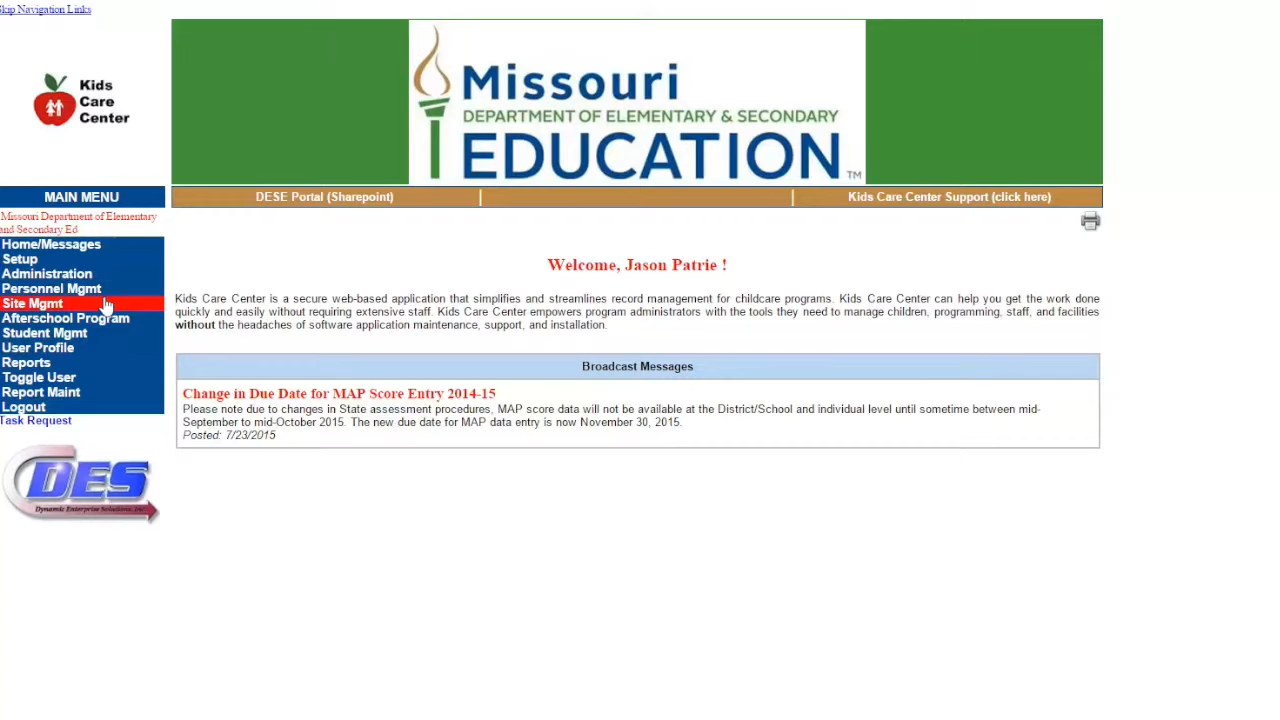 Skip Navigation Links
Kids
Care
Center
Missouri
DEPARTMENT OF ELEMENTARY & SECONDARY
EDUCATION TM
MAIN MENU
DESE Portal (Sharepoint)
Kids Care Center Support (click here)
Missouri Department of Elementary
and Secondary Ed
Home/Messages
Setup
Administration
Personnel Mgmt
Site Mgmt
Afterschool Program
Student Mgmt
User Profile
Reports
Toggle User
Report Maint
Logout
Task Request
DES
Dynamic Enterprise Solutions, Inc.
Welcome, Jason Patrie !
Kids Care Center is a secure web-based application that simplifies and streamlines record management for childcare programs. Kids Care Center can help you get the work done
quickly and easily without requiring extensive staff. Kids Care Center empowers program administrators with the tools they need to manage children, programming, staff, and facilities
without the headaches of software application maintenance, support, and installation.
Broadcast Messages
Change in Due Date for MAP Score Entry 2014-15
Please note due to changes in State assessment procedures, MAP score data will not be available at the District/School and individual level until sometime between mid-
September to mid-October 2015. The new due date for MAP data entry is now November 30, 2015.
Posted: 7/23/2015